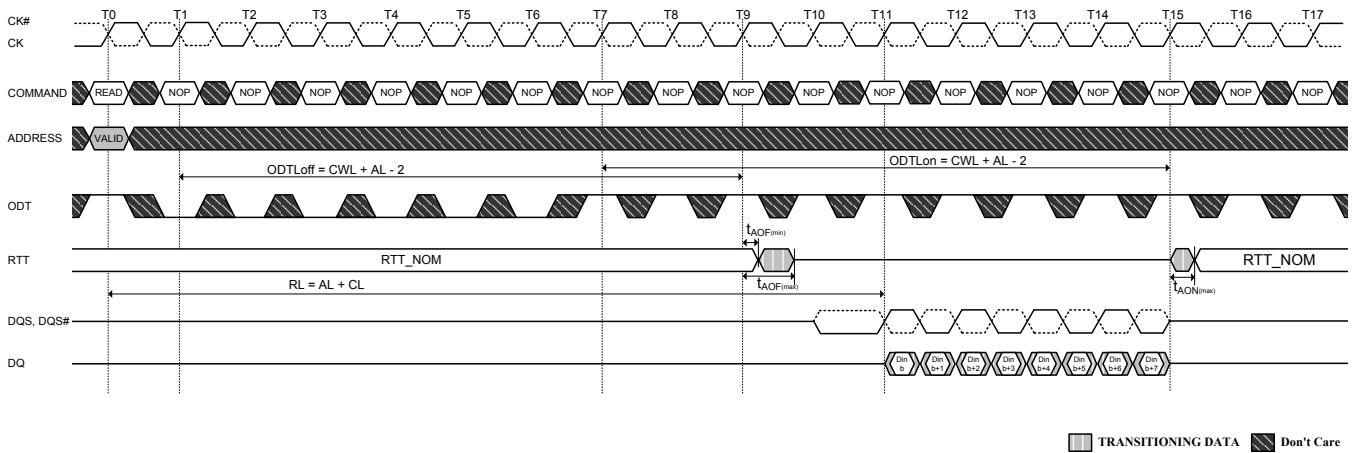 CK#
CK
T0 T1 T2 T3 T4 T5 T6 T7 T8 T9 T10 T11 T12 T13 T14 T15 T16 T17
COMMAND READ NOP NOP NOP NOP NOP NOP NOP NOP NOP NOP NOP NOP NOP NOP NOP NOP NOP
ADDRESS VALID
ODTLoff = CWL + AL - 2
ODTLon = CWL + AL - 2
ODT
tAOF(min)
RTT RTT_NOM RTT_NOM
tAOF(max)
tAON(max)
RL = AL + CL
DQS, DQS#
DQ Din b Din b+1 Din b+2 Din b+3 Din b+4 Din b+5 Din b+6 Din b+7
TRANSITIONING DATA Don't Care